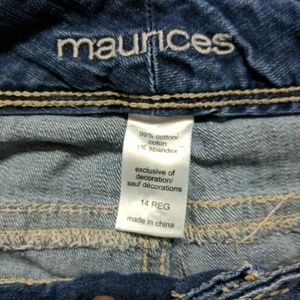 maurices
99% cotton/
coton
1% spandex
exclusive of
decoration/
sauf décorations
14 REG
made in china